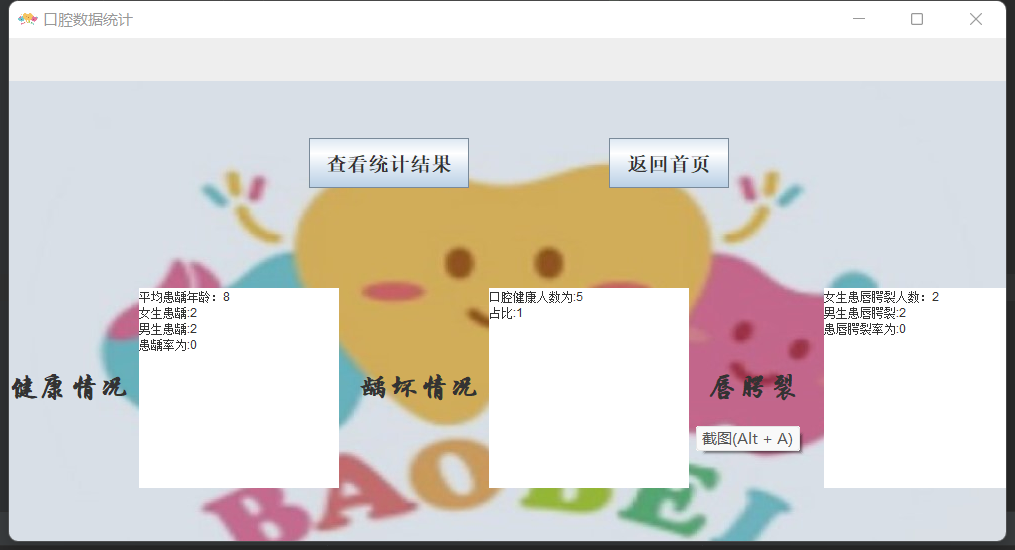 口腔数据统计
查看统计结果
返回首页
平均患龋年龄：8
女生患龋:2
男生患龋:2
患龋率为:0
口腔健康人数为:5
占比:1
女生患唇腭裂人数：2
男生患唇腭裂:2
患唇腭裂率为:0
健康情况
龋坏情况
唇腭裂
截图(Alt + A)
BAOBEI